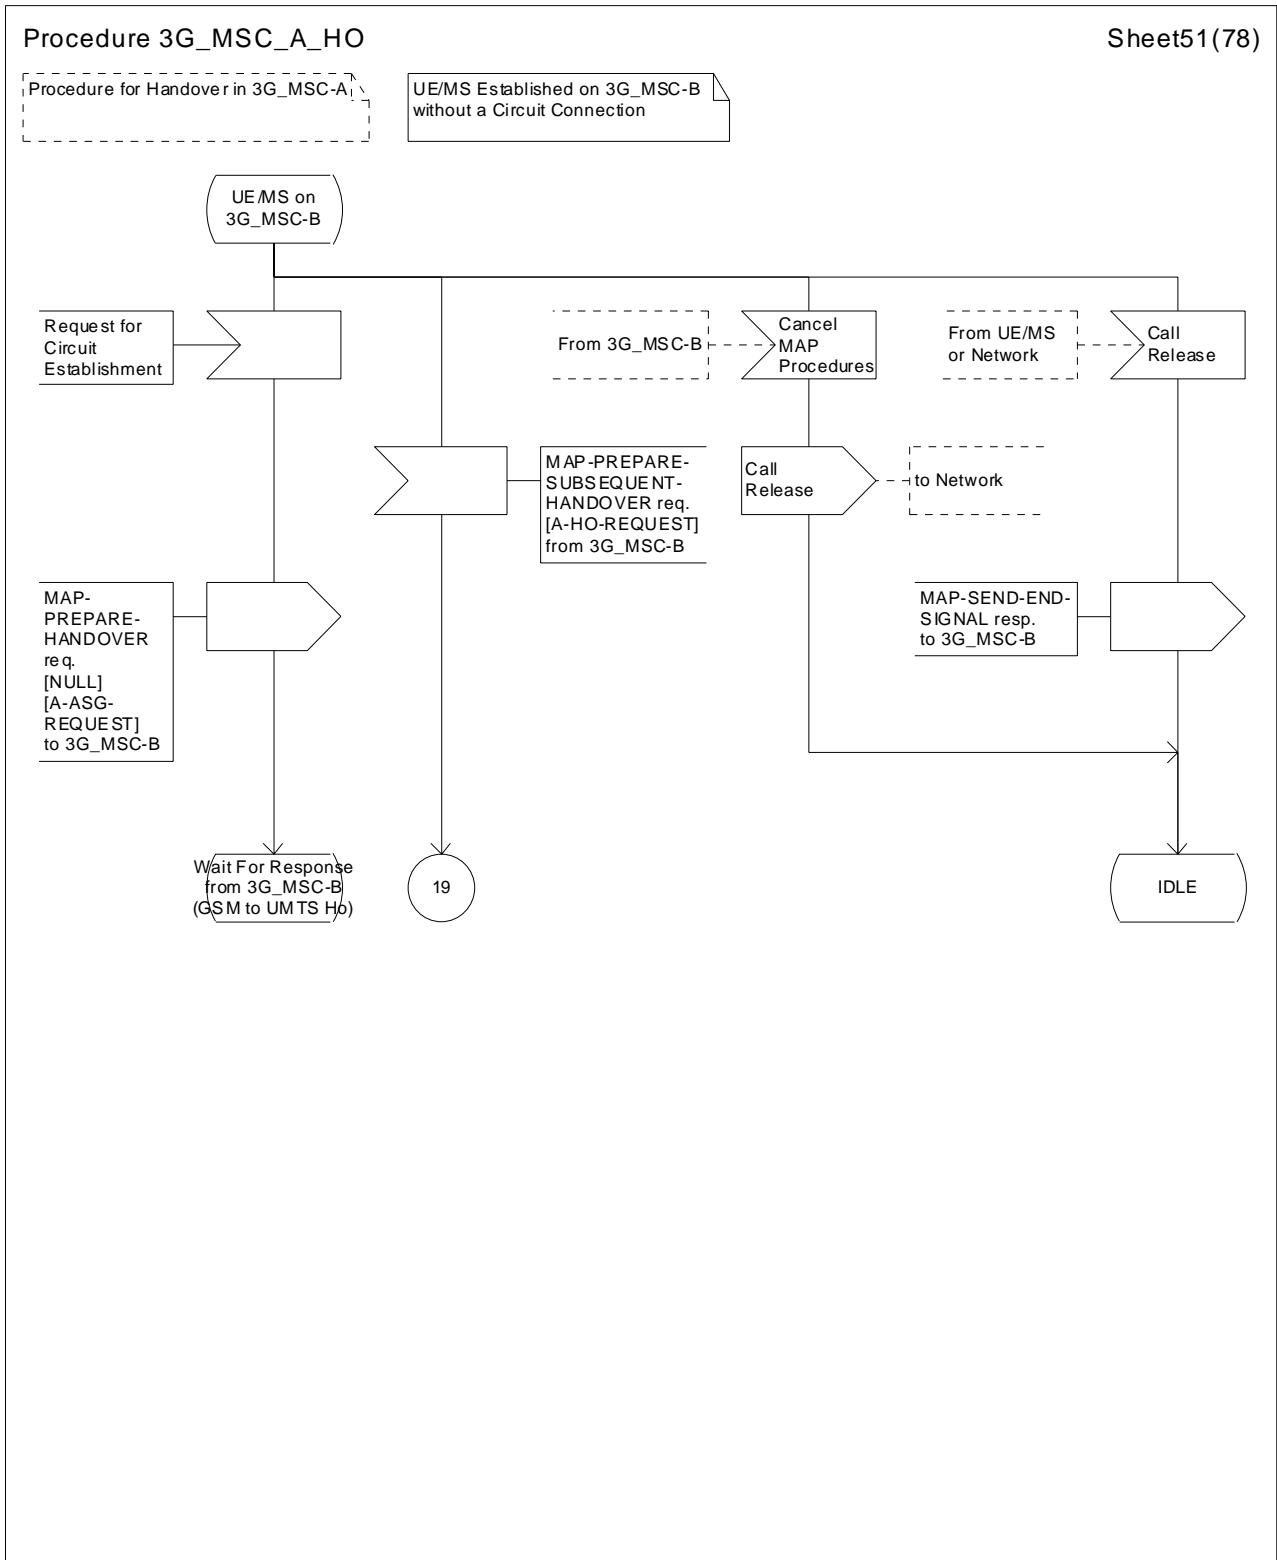 Procedure 3G_MSC_A_HO
Sheet51(78)
Procedure for Handover in 3G_MSC-A
UE/MS Established on 3G_MSC-B
without a Circuit Connection
UE/MS on
3G_MSC-B
Request for
Circuit
Establishment
From 3G_MSC-B
Cancel
MAP
Procedures
From UE/MS
or Network
Call
Release
MAP-PREPARE-
SUBSEQUENT-
HANDOVER req.
[A-HO-REQUEST]
from 3G_MSC-B
Call
Release
to Network
MAP-
PREPARE-
HANDOVER
req.
[NULL]
[A-ASG-
REQUEST]
to 3G_MSC-B
MAP-SEND-END-
SIGNAL resp.
to 3G_MSC-B
Wait For Response
from 3G_MSC-B
(GSM to UMTS Ho)
19
IDLE